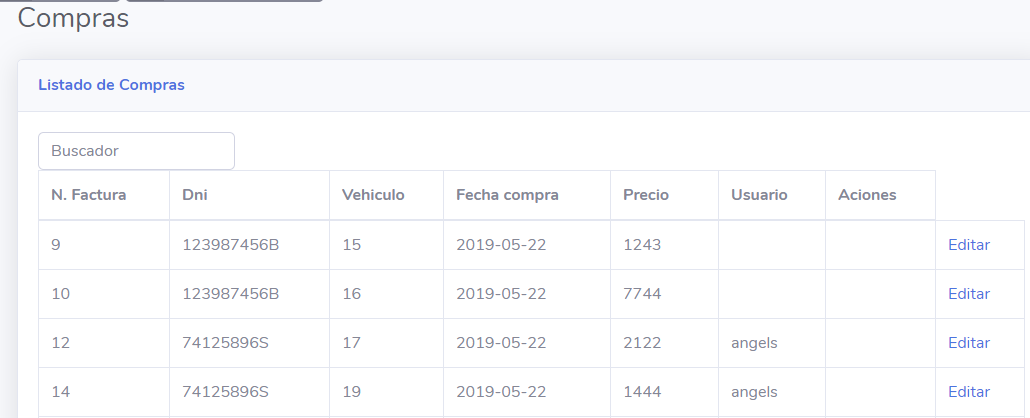 Compras
Listado de Compras
Buscador
N. Factura Dni Vehiculo Fecha compra Precio Usuario Aciones
9 123987456B 15 2019-05-22 1243 Editar
10 123987456B 16 2019-05-22 7744 Editar
12 74125896S 17 2019-05-22 2122 angels Editar
14 74125896S 19 2019-05-22 1444 angels Editar